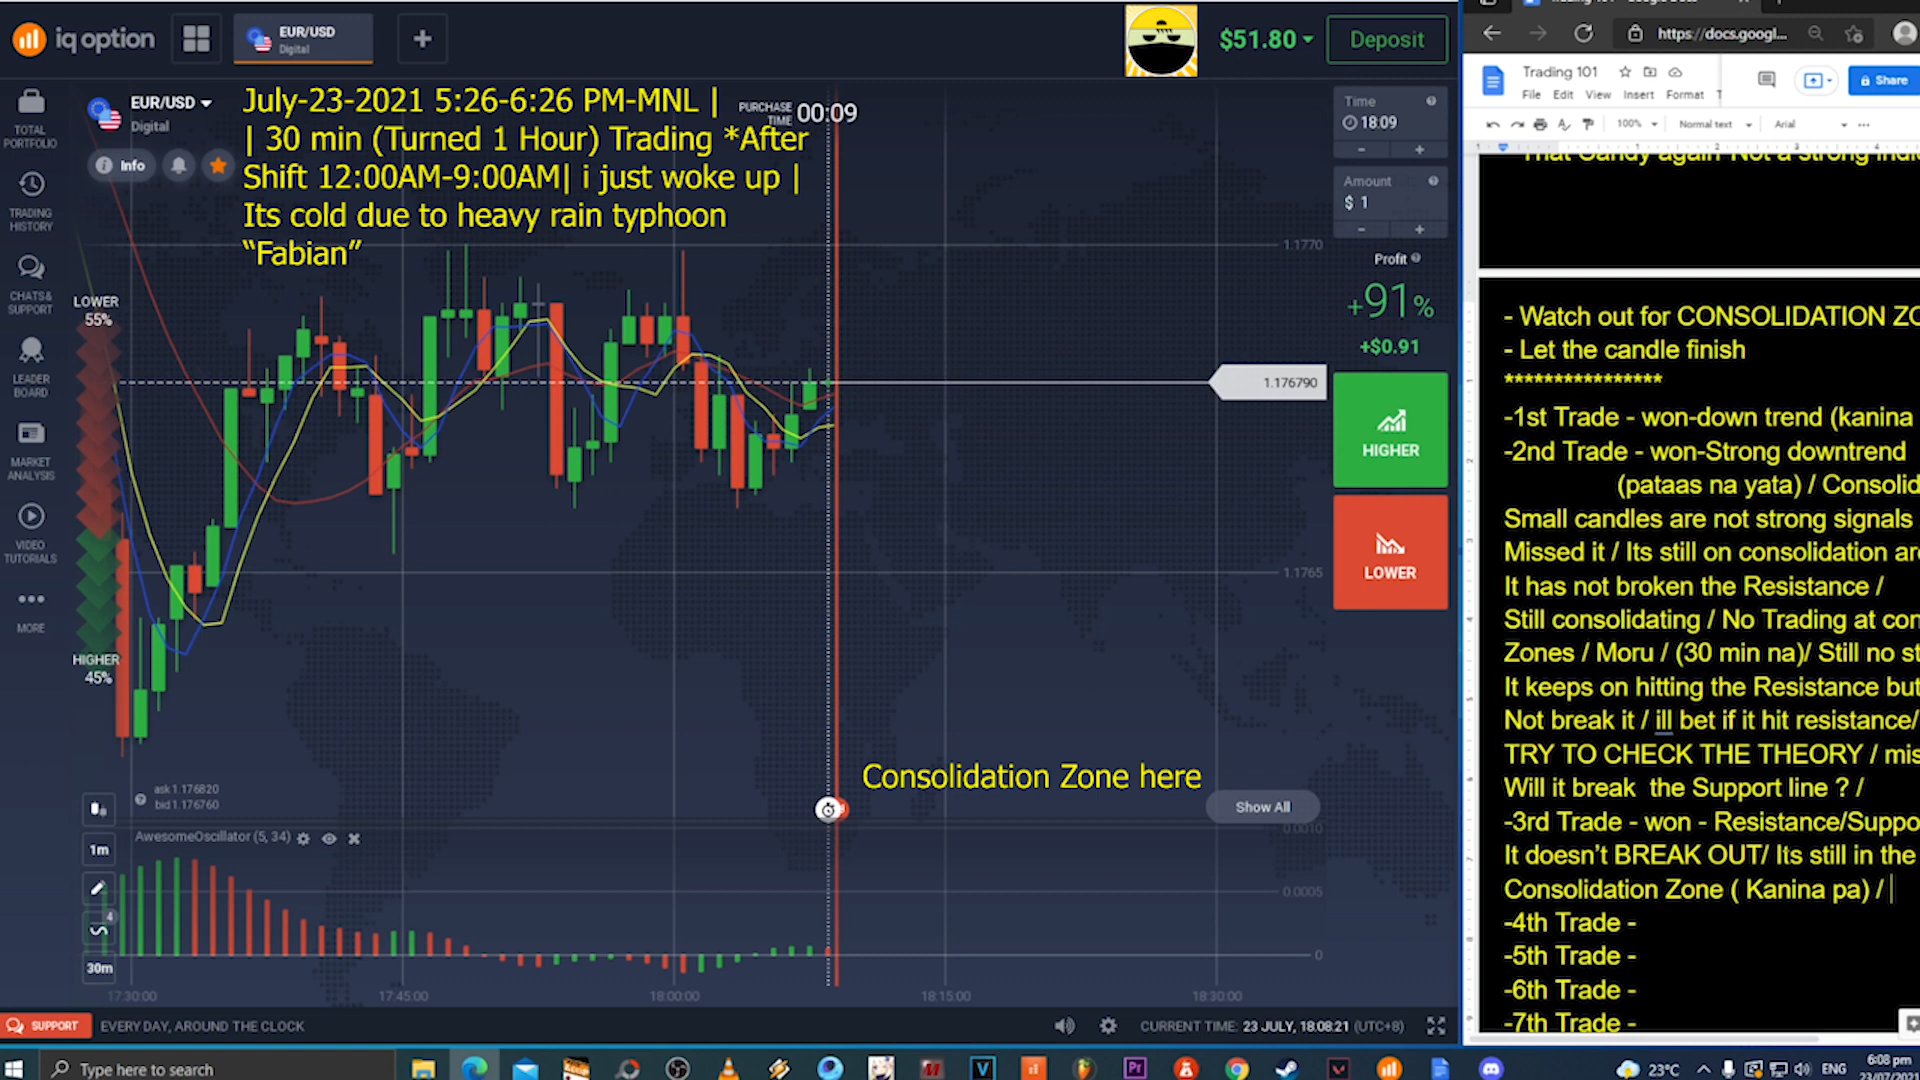 iq option
EUR/USD
Digital
$51.80
Deposit
EUR/USD
Digital
Info
July-23-2021 5:26-6:26 PM-MNL |
| 30 min (Turned 1 Hour) Trading *After
Shift 12:00AM-9:00AM| i just woke up |
Its cold due to heavy rain typhoon
“Fabian”
PURCHASE
TIME
00:09
TOTAL
PORTFOLIO
TRADING
HISTORY
CHATS &
SUPPORT
LEADER
BOARD
MARKET
ANALYSIS
VIDEO
TUTORIALS
MORE
LOWER
55%
HIGHER
45%
1.1770
1.176790
1.1765
Time
18:09
-
+
Amount
$ 1
-
+
Profit
+91%
+$0.91
HIGHER
LOWER
Consolidation Zone here
Show All
ask 1.176820
bid 1.176760
AwesomeOscillator (5, 34)
1m
4
30m
0.0010
0.0005
0
17:30:00
17:45:00
18:00:00
18:15:00
18:30:00
SUPPORT
EVERY DAY, AROUND THE CLOCK
CURRENT TIME: 23 JULY, 18:08:21 (UTC+8)
https://docs.googl...
Trading 101
Share
File Edit View Insert Format T
100%
Normal text
Arial
- Watch out for CONSOLIDATION ZO
- Let the candle finish
****************
-1st Trade - won-down trend (kanina
-2nd Trade - won-Strong downtrend
(pataas na yata) / Consolid
Small candles are not strong signals
Missed it / Its still on consolidation are
It has not broken the Resistance /
Still consolidating / No Trading at con
Zones / Moru / (30 min na)/ Still no st
It keeps on hitting the Resistance but
Not break it / ill bet if it hit resistance/
TRY TO CHECK THE THEORY / mis
Will it break the Support line ? /
-3rd Trade - won - Resistance/Suppo
It doesn’t BREAK OUT/ Its still in the
Consolidation Zone ( Kanina pa) /
-4th Trade -
-5th Trade -
-6th Trade -
-7th Trade -
Type here to search
23°C
ENG
6:08 pm
23/07/2021